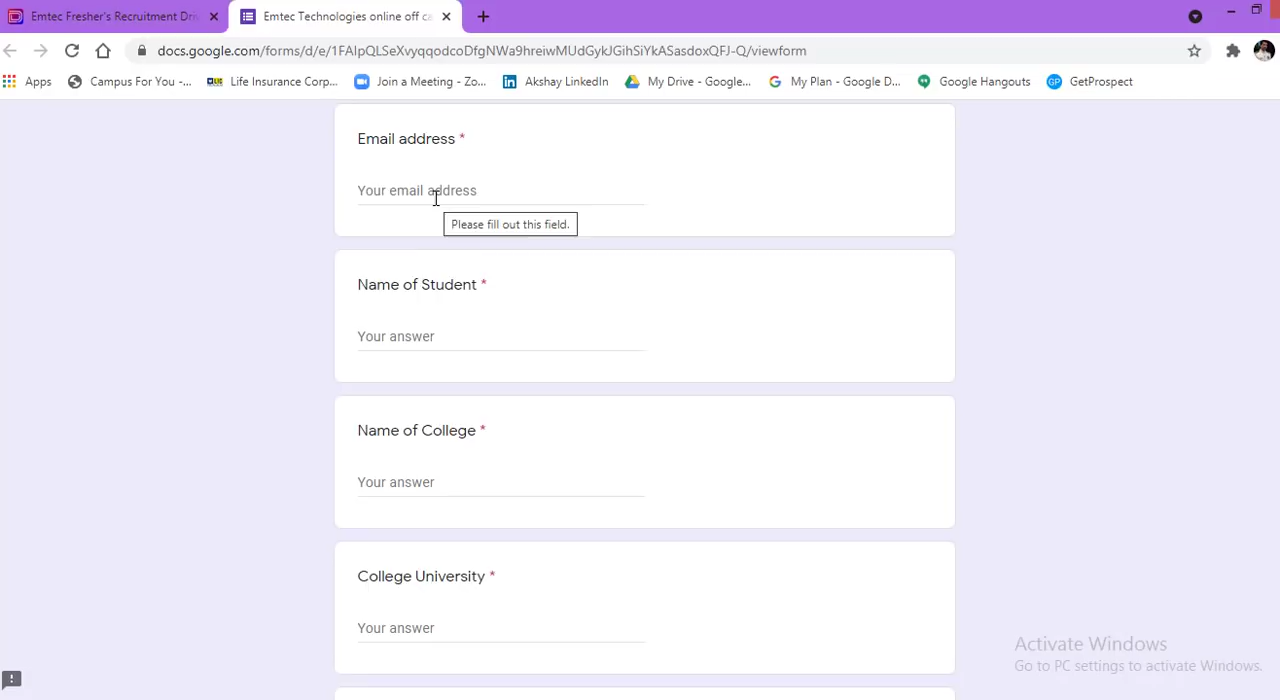 Emtec Fresher's Recruitment Dri
Emtec Technologies online off ca
docs.google.com/forms/d/e/1FAIpQLSeXvyqqodcoDfgNWa9hreiwMUdGykJGihSiYkASasdoxQFJ-Q/viewform
Apps
Campus For You -...
LIC
Life Insurance Corp...
Join a Meeting - Zo...
Akshay LinkedIn
My Drive - Google...
My Plan - Google D...
Google Hangouts
GP
GetProspect
Email address *
Your email address
Please fill out this field.
Name of Student *
Your answer
Name of College *
Your answer
College University *
Your answer
Activate Windows
Go to PC settings to activate Windows.